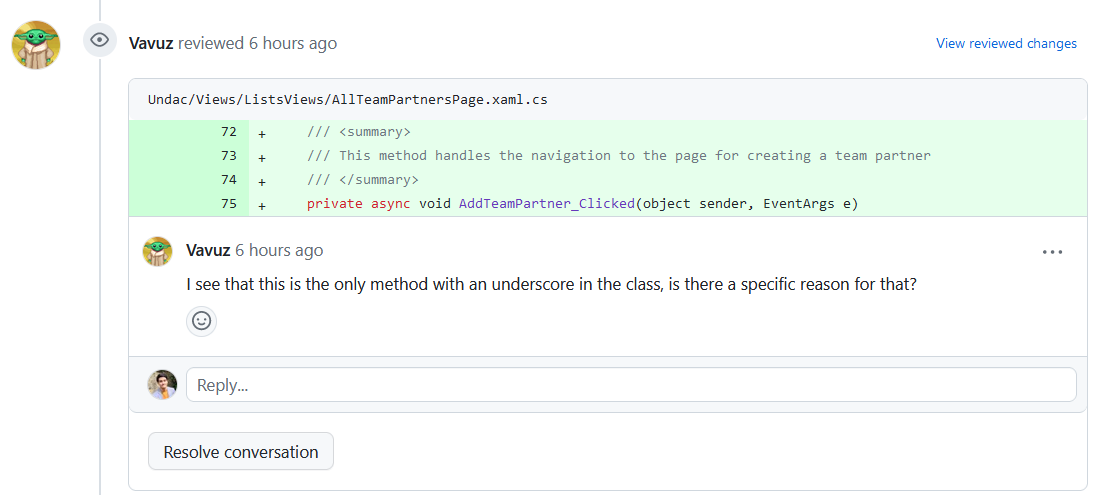 Vavuz reviewed 6 hours ago
View reviewed changes
Undac/Views/ListsViews/AllTeamPartnersPage.xaml.cs
72 + /// <summary>
73 + /// This method handles the navigation to the page for creating a team partner
74 + /// </summary>
75 + private async void AddTeamPartner_Clicked(object sender, EventArgs e)
Vavuz 6 hours ago
I see that this is the only method with an underscore in the class, is there a specific reason for that?
Reply...
Resolve conversation